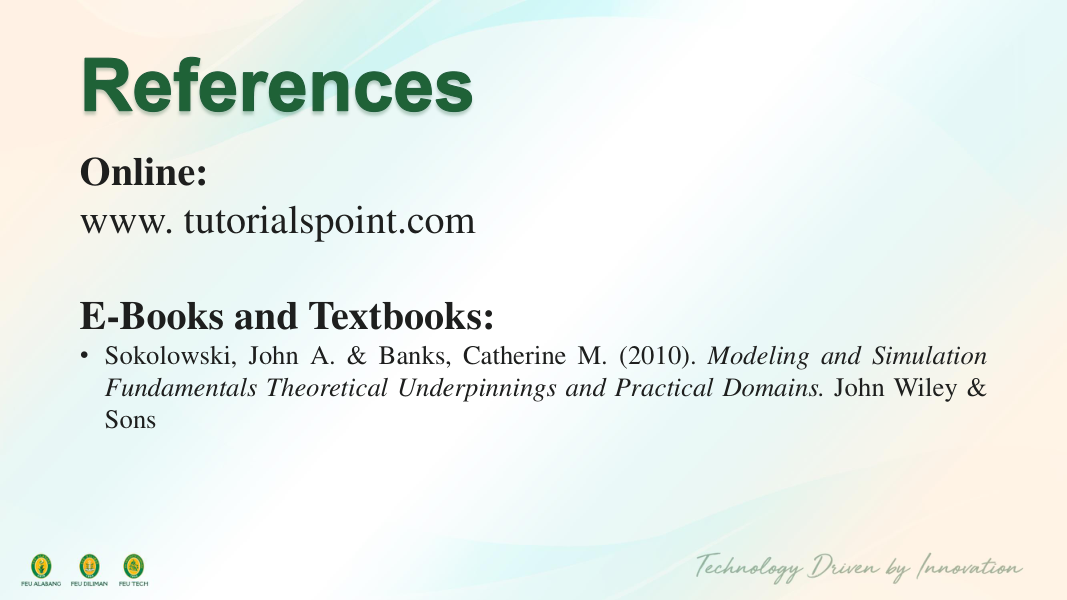 References
Online:
www. tutorialspoint.com
E-Books and Textbooks:
• Sokolowski, John A. & Banks, Catherine M. (2010). Modeling and Simulation
Fundamentals Theoretical Underpinnings and Practical Domains. John Wiley &
Sons
FEU ALABANG FEU DILIMAN FEU TECH
Technology Driven by Innovation